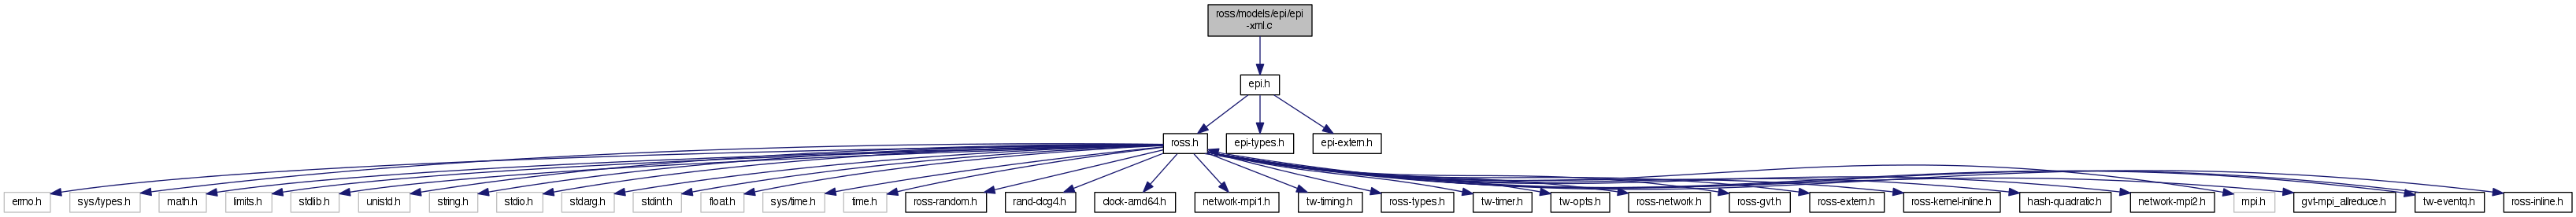 ross/models/epi/epi
-xml.c
epi.h
ross.h
epi-types.h
epi-extern.h
errno.h
sys/types.h
math.h
limits.h
stdlib.h
unistd.h
string.h
stdio.h
stdarg.h
stdint.h
float.h
sys/time.h
time.h
ross-random.h
rand-clcg4.h
clock-amd64.h
network-mpi1.h
tw-timing.h
ross-types.h
tw-timer.h
tw-opts.h
ross-network.h
ross-gvt.h
ross-extern.h
ross-kernel-inline.h
hash-quadratic.h
network-mpi2.h
mpi.h
gvt-mpi_allreduce.h
tw-eventq.h
ross-inline.h